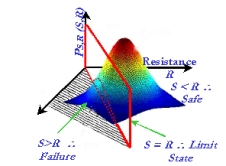 PS,R (S,R)
Resistance
R
S < R ∴
Safe
S>R ∴
Failure
S = R ∴ Limit
State